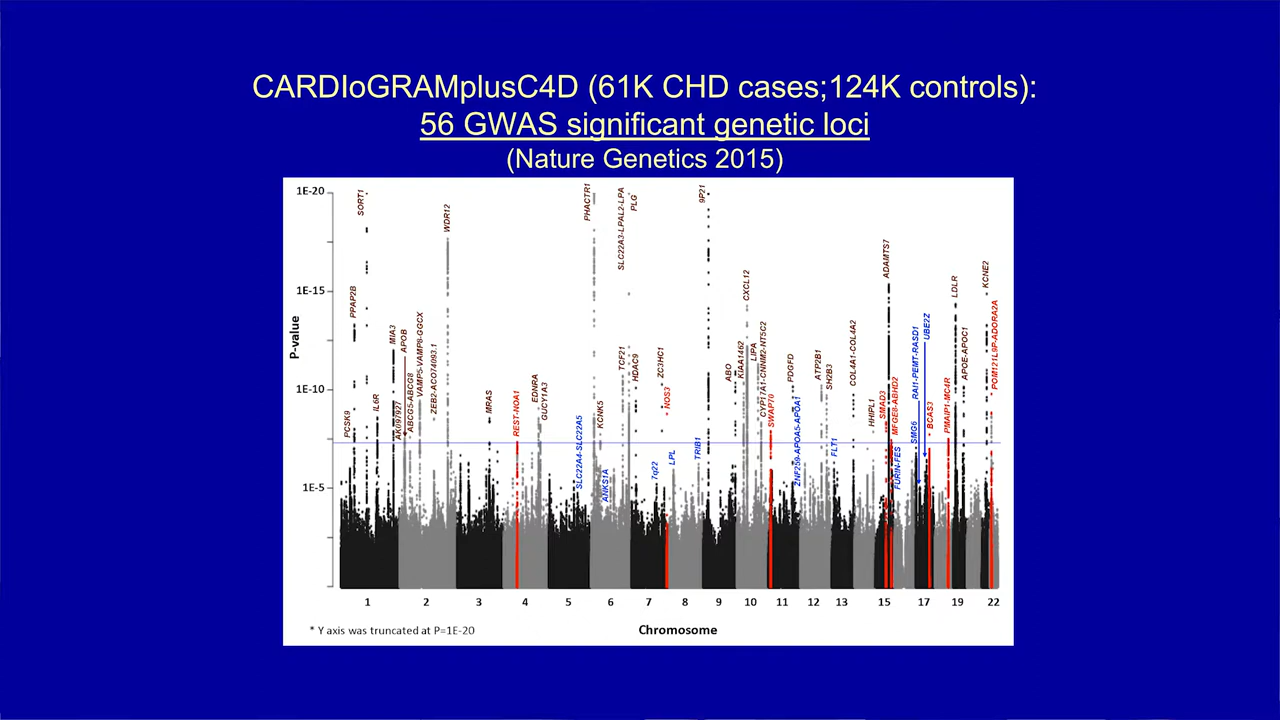 CARDIoGRAMplusC4D (61K CHD cases;124K controls):
56 GWAS significant genetic loci
(Nature Genetics 2015)
1E-20
1E-15
1E-10
1E-5
P-value
PCSK9
PPAP2B
SORT1
IL6R
MIA3
AK097927
APOB
ABCG5-ABCG8
VAMP5-VAMP8-GGCX
ZEB2-ACO74093.1
WDR12
MRAS
REST-NOA1
EDNRA
GUCY1A3
SLC22A4-SLC22A5
PHACTR1
KCNK5
ANKS1A
TCF21
SLC22A3-LPAL2-LPA
PLG
HDAC9
7q22
ZC3HC1
NOS3
LPL
TRIB1
9P21
ABO
KIAA1462
CXCL12
LIPA
CYP17A1-CNNM2-NT5C2
SWAP70
PDGFD
ZNF259-APOA5-APOA1
ATP2B1
SH2B3
FLT1
COL4A1-COL4A2
HHIPL1
SMAD3
ADAMTS7
MFGE8-ABHD2
FURIN-FES
SMG6
RAI1-PEMT-RASD1
UBE2Z
BCAS3
PMAIP1-MC4R
LDLR
APOE-APOC1
KCNE2
POM121L9P-ADORA2A
1 2 3 4 5 6 7 8 9 10 11 12 13 15 17 19 22
* Y axis was truncated at P=1E-20
Chromosome